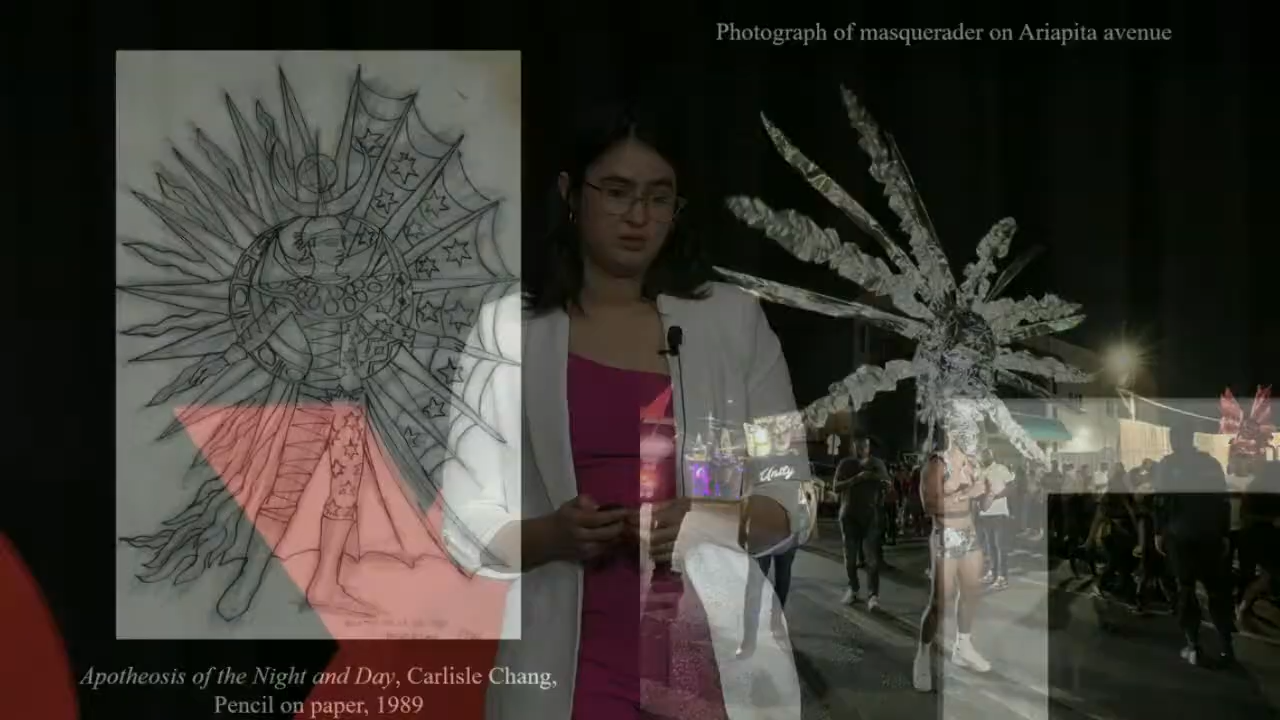 Photograph of masquerader on Ariapita avenue
Unity
Apotheosis of the Night and Day, Carlisle Chang,
Pencil on paper, 1989